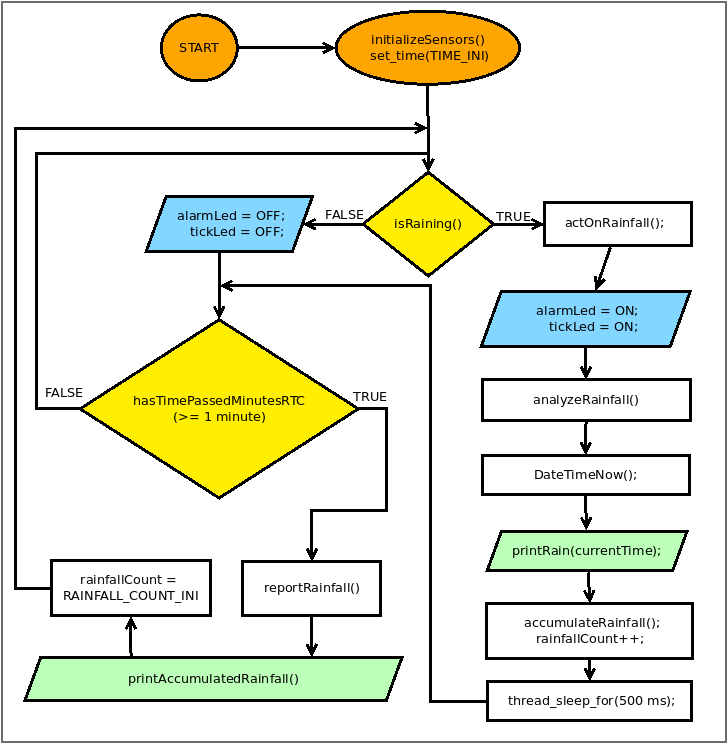 START
initializeSensors()
set_time(TIME_INI)
isRaining()
FALSE
TRUE
alarmLed = OFF;
tickLed = OFF;
actOnRainfall();
alarmLed = ON;
tickLed = ON;
hasTimePassedMinutesRTC
(>= 1 minute)
FALSE
TRUE
analyzeRainfall()
DateTimeNow();
printRain(currentTime);
rainfallCount =
RAINFALL_COUNT_INI
reportRainfall()
accumulateRainfall();
rainfallCount++;
printAccumulatedRainfall()
thread_sleep_for(500 ms);